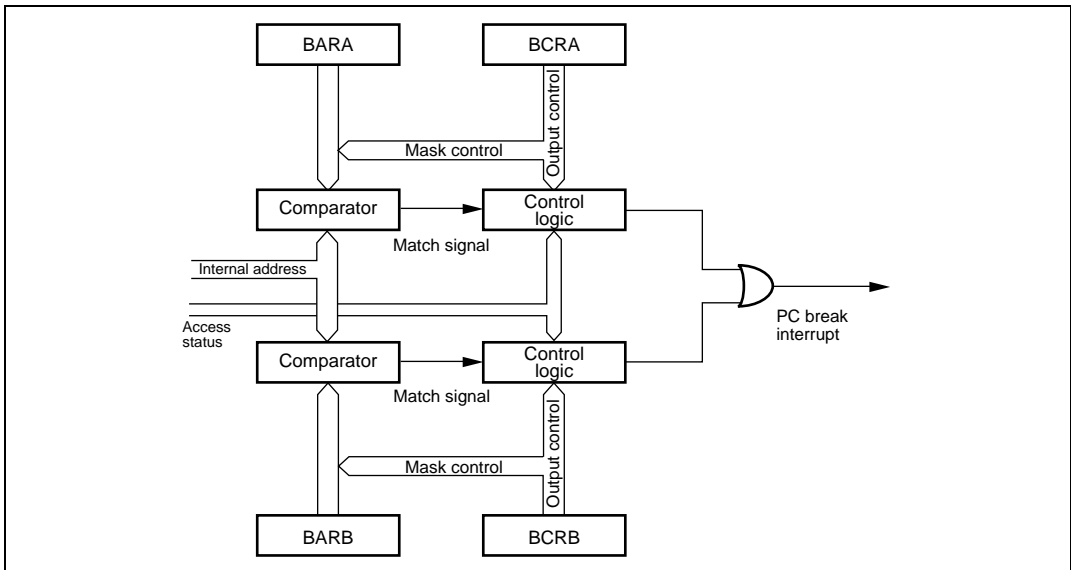 BARA
BCRA
Output control
Mask control
Comparator
Control
logic
Match signal
Internal address
Access
status
PC break
interrupt
Comparator
Control
logic
Match signal
Output control
Mask control
BARB
BCRB